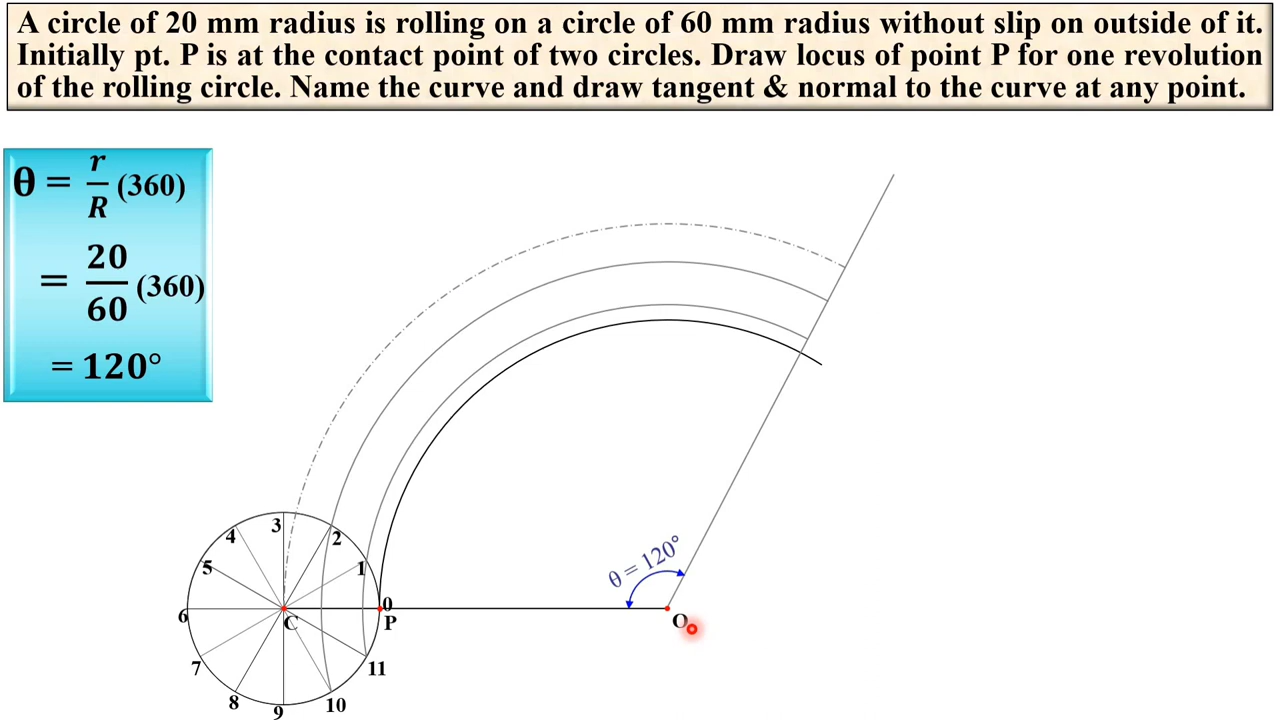 A circle of 20 mm radius is rolling on a circle of 60 mm radius without slip on outside of it.
Initially pt. P is at the contact point of two circles. Draw locus of point P for one revolution
of the rolling circle. Name the curve and draw tangent & normal to the curve at any point.
θ = r/R (360)
= 20/60 (360)
= 120°
θ = 120°
3
4
2
5
1
6
0
C
P
O
7
11
8
9
10